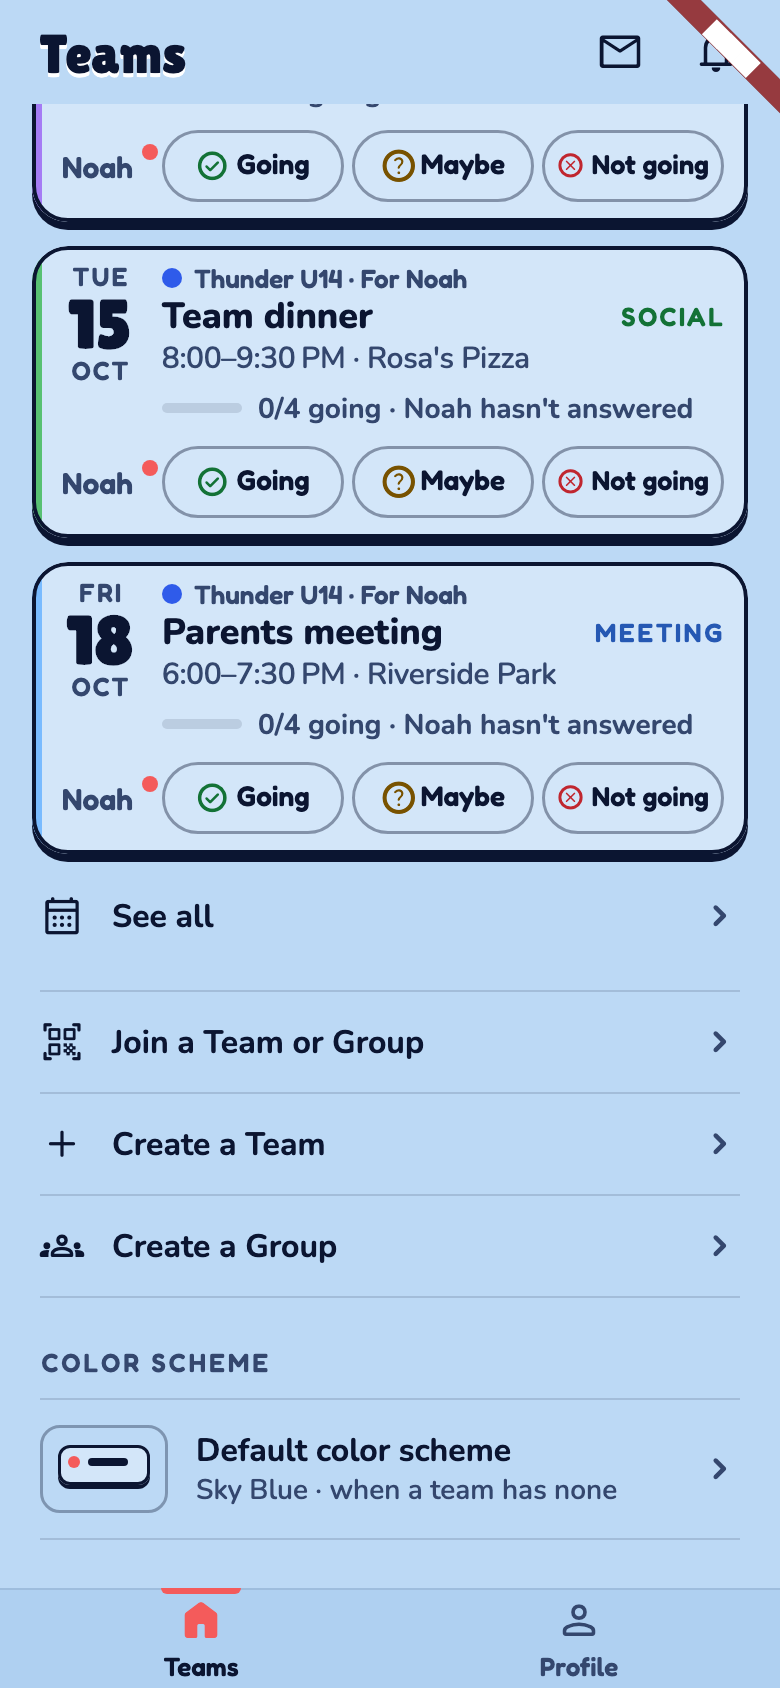 Teams
Noah
Going
Maybe
Not going
TUE
15
OCT
Thunder U14 · For Noah
Team dinner
SOCIAL
8:00–9:30 PM · Rosa's Pizza
0/4 going · Noah hasn't answered
Noah
Going
Maybe
Not going
FRI
18
OCT
Thunder U14 · For Noah
Parents meeting
MEETING
6:00–7:30 PM · Riverside Park
0/4 going · Noah hasn't answered
Noah
Going
Maybe
Not going
See all
Join a Team or Group
Create a Team
Create a Group
COLOR SCHEME
Default color scheme
Sky Blue · when a team has none
Teams
Profile